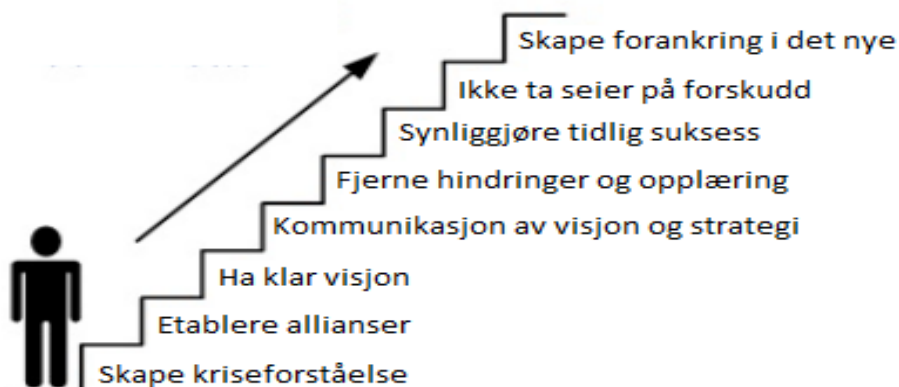 Skape forankring i det nye
Ikke ta seier på forskudd
Synliggjøre tidlig suksess
Fjerne hindringer og opplæring
Kommunikasjon av visjon og strategi
Ha klar visjon
Etablere allianser
Skape kriseforståelse